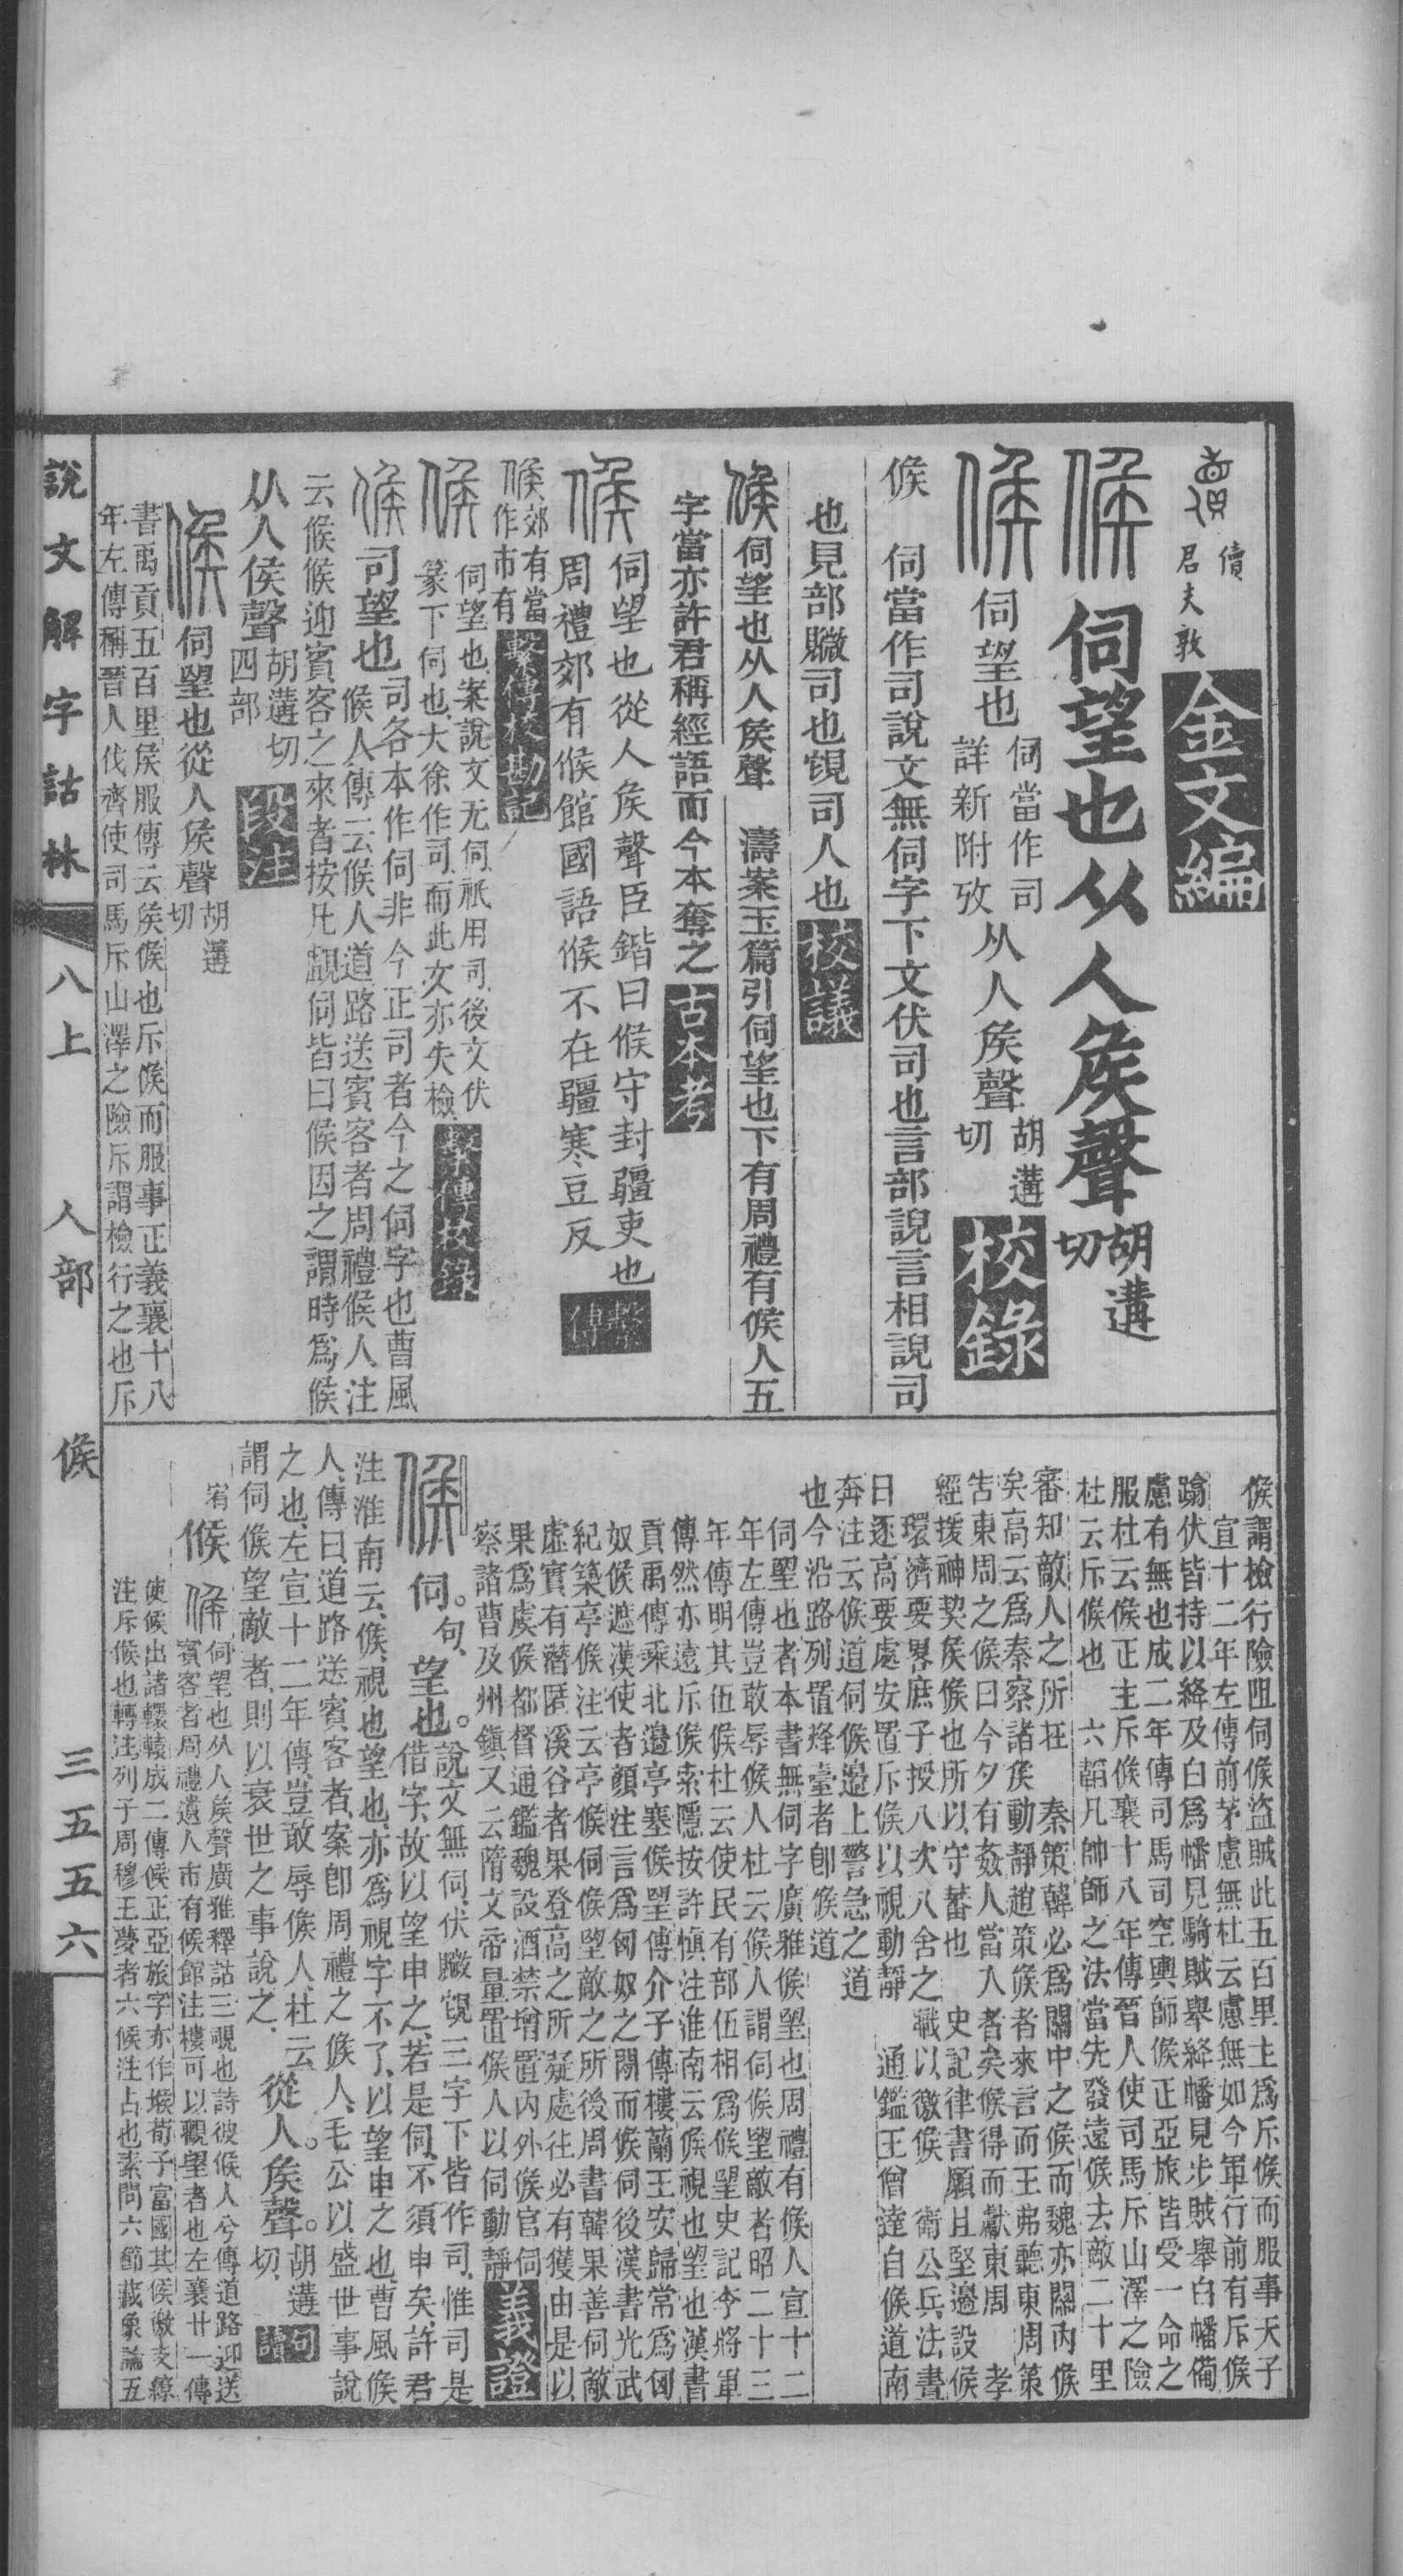 儥
君夫敦
金文編
伺望也从人矦聲胡遘切
伺望也伺當作司詳新附攷从人矦聲胡遘切校錄
候 伺當作司說文無伺字下文伏司也言部說言相說司
也見部覹司也覗司人也校議
候伺望也从人矦聲 濤案玉篇引伺望也下有周禮有候人五
字當亦許君稱經語而今本奪之古本考
伺望也從人矦聲臣鍇曰候守封疆吏也
周禮郊有候館國語候不在疆寒豆反繫傳
郊有當作市有繫傳校勘記
伺望也案說文无伺祇用司後文伏
篆下伺也大徐作司而此文亦失檢繫傳校錄
司望也司各本作伺非今正司者今之伺字也曹風
候人傳云候人道路送賓客者周禮候人注
云候候迎賓客之來者按凡覰伺皆曰候因之謂時爲候
从人侯聲胡遘切四部段注
伺望也從人矦聲胡遘切
書禹貢五百里矦服傳云矦候也斥候而服事正義襄十八
年左傳稱晉人伐齊使司馬斥山澤之險斥謂檢行之也斥
候謂檢行險阻伺候盜賊此五百里主爲斥候而服事天子
宣十二年左傳前茅慮無杜云慮無如今軍行前有斥候
蹹伏皆持以絳及白爲幡見騎賊舉絳幡見步賊舉白幡備
慮有無也成二年傳司馬司空輿師候正亞旅皆受一命之
服杜云候正主斥候襄十八年傳晉人使司馬斥山澤之險
杜云斥候也 六韜凡帥師之法當先發遠候去敵二十里
審知敵人之所在 秦策韓必爲關中之候而魏亦關內候
矣高云爲秦察諸矦動靜趙策候者來言而王弗聽東周策
吿東周之候曰今夕有姦人當入者矣候得而獻東周 孝
經援神契矦候也所以守蕃也 史記律書願且堅邊設候
環濟要畧庶子授八次八舍之職以徼候 衞公兵法書
日逐高要處安置斥候以視動靜 通鑑王僧達自候道南
奔注云候道伺候邊上警急之道
也今沿路列置烽臺者卽候道
伺望也者本書無伺字廣雅候望也周禮有候人宣十二
年左傳豈敢辱候人杜云候人謂伺候望敵者昭二十三
年傳明其伍候杜云使民有部伍相爲候望史記李將軍
傳然亦遠斥候索隱按許愼注淮南云候視也望也漢書
貢禹傳乘北邊亭塞候望傅介子傳樓蘭王安歸常爲匈
奴候遮漢使者顏注言爲匈奴之閒而候伺後漢書光武
紀築亭候注云亭候伺候望敵之所後周書韓果善伺敵
虛實有潛匿溪谷者果登高之所疑處往必有獲由是以
果爲虞候都督通鑑魏設酒禁增置內外候官伺
察諸曹及州鎭又云隋文帝量置候人以伺動靜義證
伺句望也說文無伺伏覹覗三字下皆作司惟司是
借字故以望申之若是伺不須申矣許君
注淮南云候視也望也亦爲視字不了以望申之也曹風候
人傳曰道路送賓客者案卽周禮之候人毛公以盛世事說
之也左宣十二年傳豈敢辱候人杜云
謂伺候望敵者則以衰世之事說之從人矦聲胡遘切句讀
候伺望也从人矦聲廣雅釋詁三覗也詩彼候人兮傳道路迎送
賓客者周禮遺人市有候館注樓可以觀望者也左襄廿一傳
使候出諸轘轅成二傳候正亞旅字亦作堠荀子富國其候徼支繚
注斥候也轉注列子周穆王夢者六候注占也素問六節藏象論五
說文解字詁林 八上 人部 候 三五五六